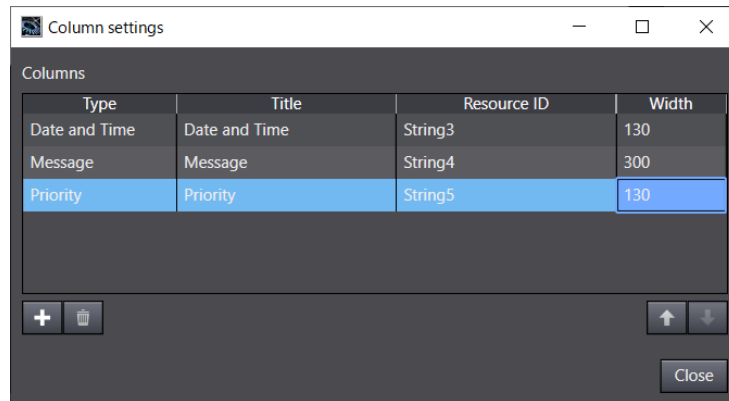 Column settings
Columns
Type Title Resource ID Width
Date and Time Date and Time String3 130
Message Message String4 300
Priority Priority String5 130
Close